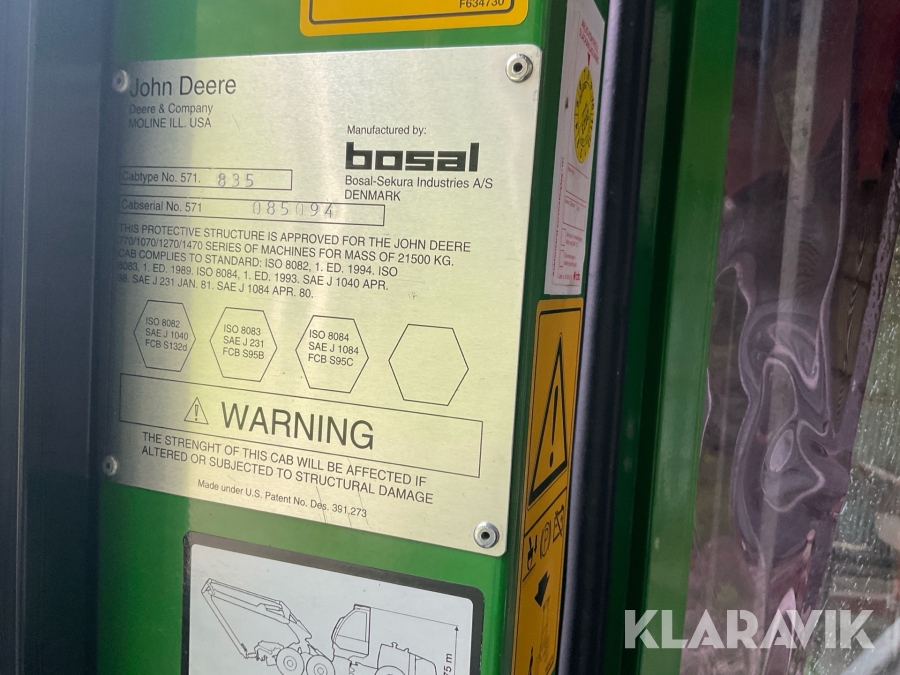 F634730
John Deere
Deere & Company
MOLINE ILL. USA
Manufactured by:
bosal
Bosal-Sekura Industries A/S
DENMARK
Cabtype No. 571. 835
Cabserial No. 571 085094
THIS PROTECTIVE STRUCTURE IS APPROVED FOR THE JOHN DEERE
770/1070/1270/1470 SERIES OF MACHINES FOR MASS OF 21500 KG.
CAB COMPLIES TO STANDARD: ISO 8082, 1. ED. 1994. ISO
8083, 1. ED. 1989. ISO 8084, 1. ED. 1993. SAE J 1040 APR.
88. SAE J 231 JAN. 81. SAE J 1084 APR. 80.
ISO 8082
SAE J 1040
FCB S132d
ISO 8083
SAE J 231
FCB S95B
ISO 8084
SAE J 1084
FCB S95C
WARNING
THE STRENGHT OF THIS CAB WILL BE AFFECTED IF
ALTERED OR SUBJECTED TO STRUCTURAL DAMAGE
Made under U.S. Patent No. Des. 391,273
75 m
KLARAVIK